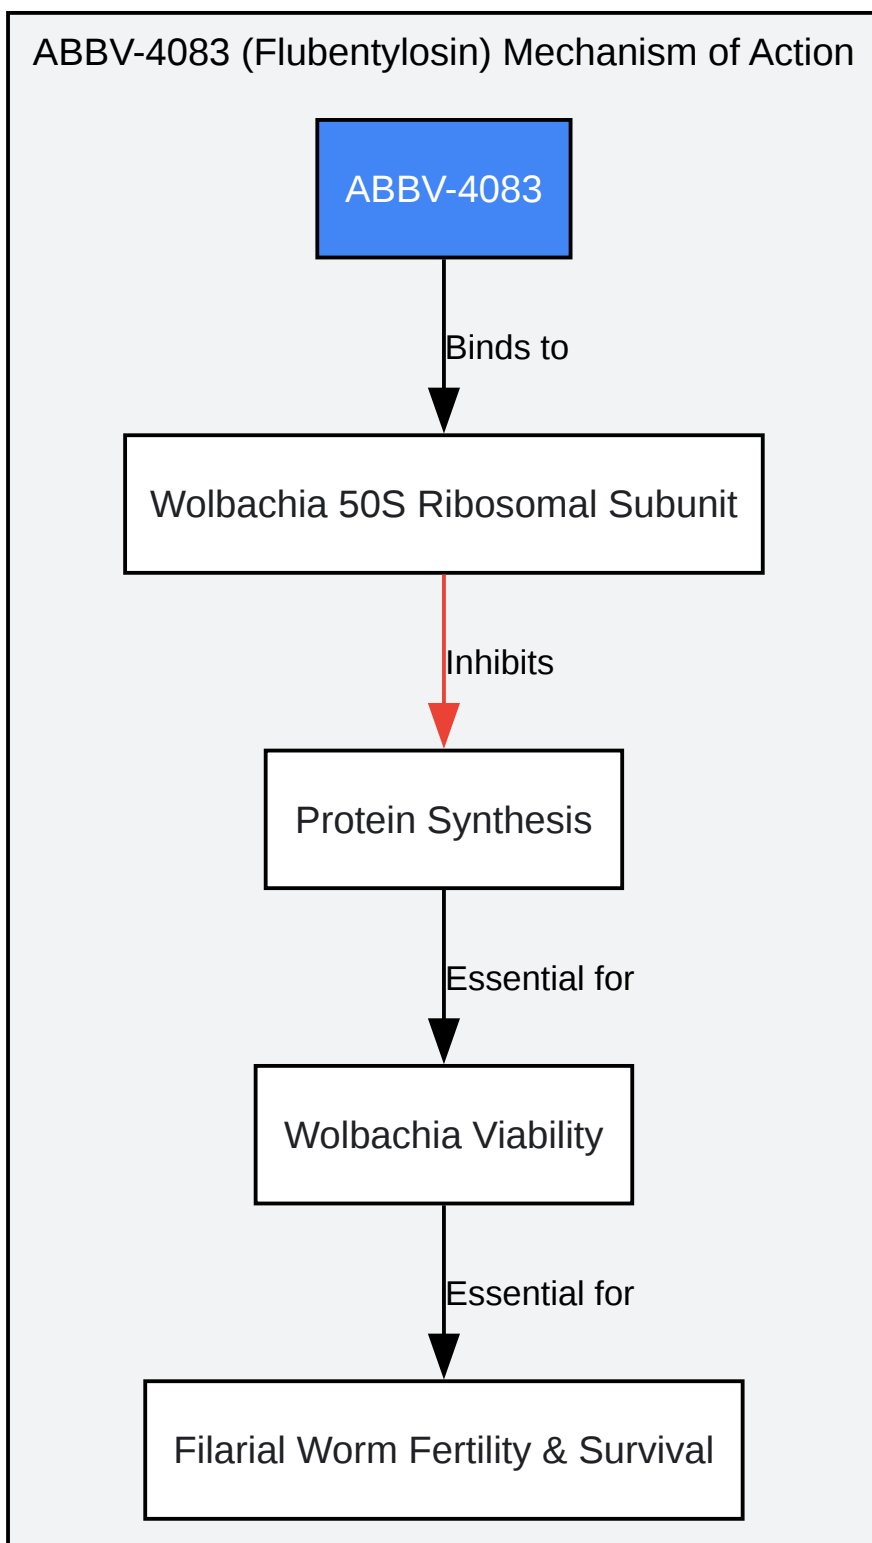 ABBV-4083 (Flubentylosin) Mechanism of Action
ABBV-4083
Binds to
Wolbachia 50S Ribosomal Subunit
Inhibits
Protein Synthesis
Essential for
Wolbachia Viability
Essential for
Filarial Worm Fertility & Survival